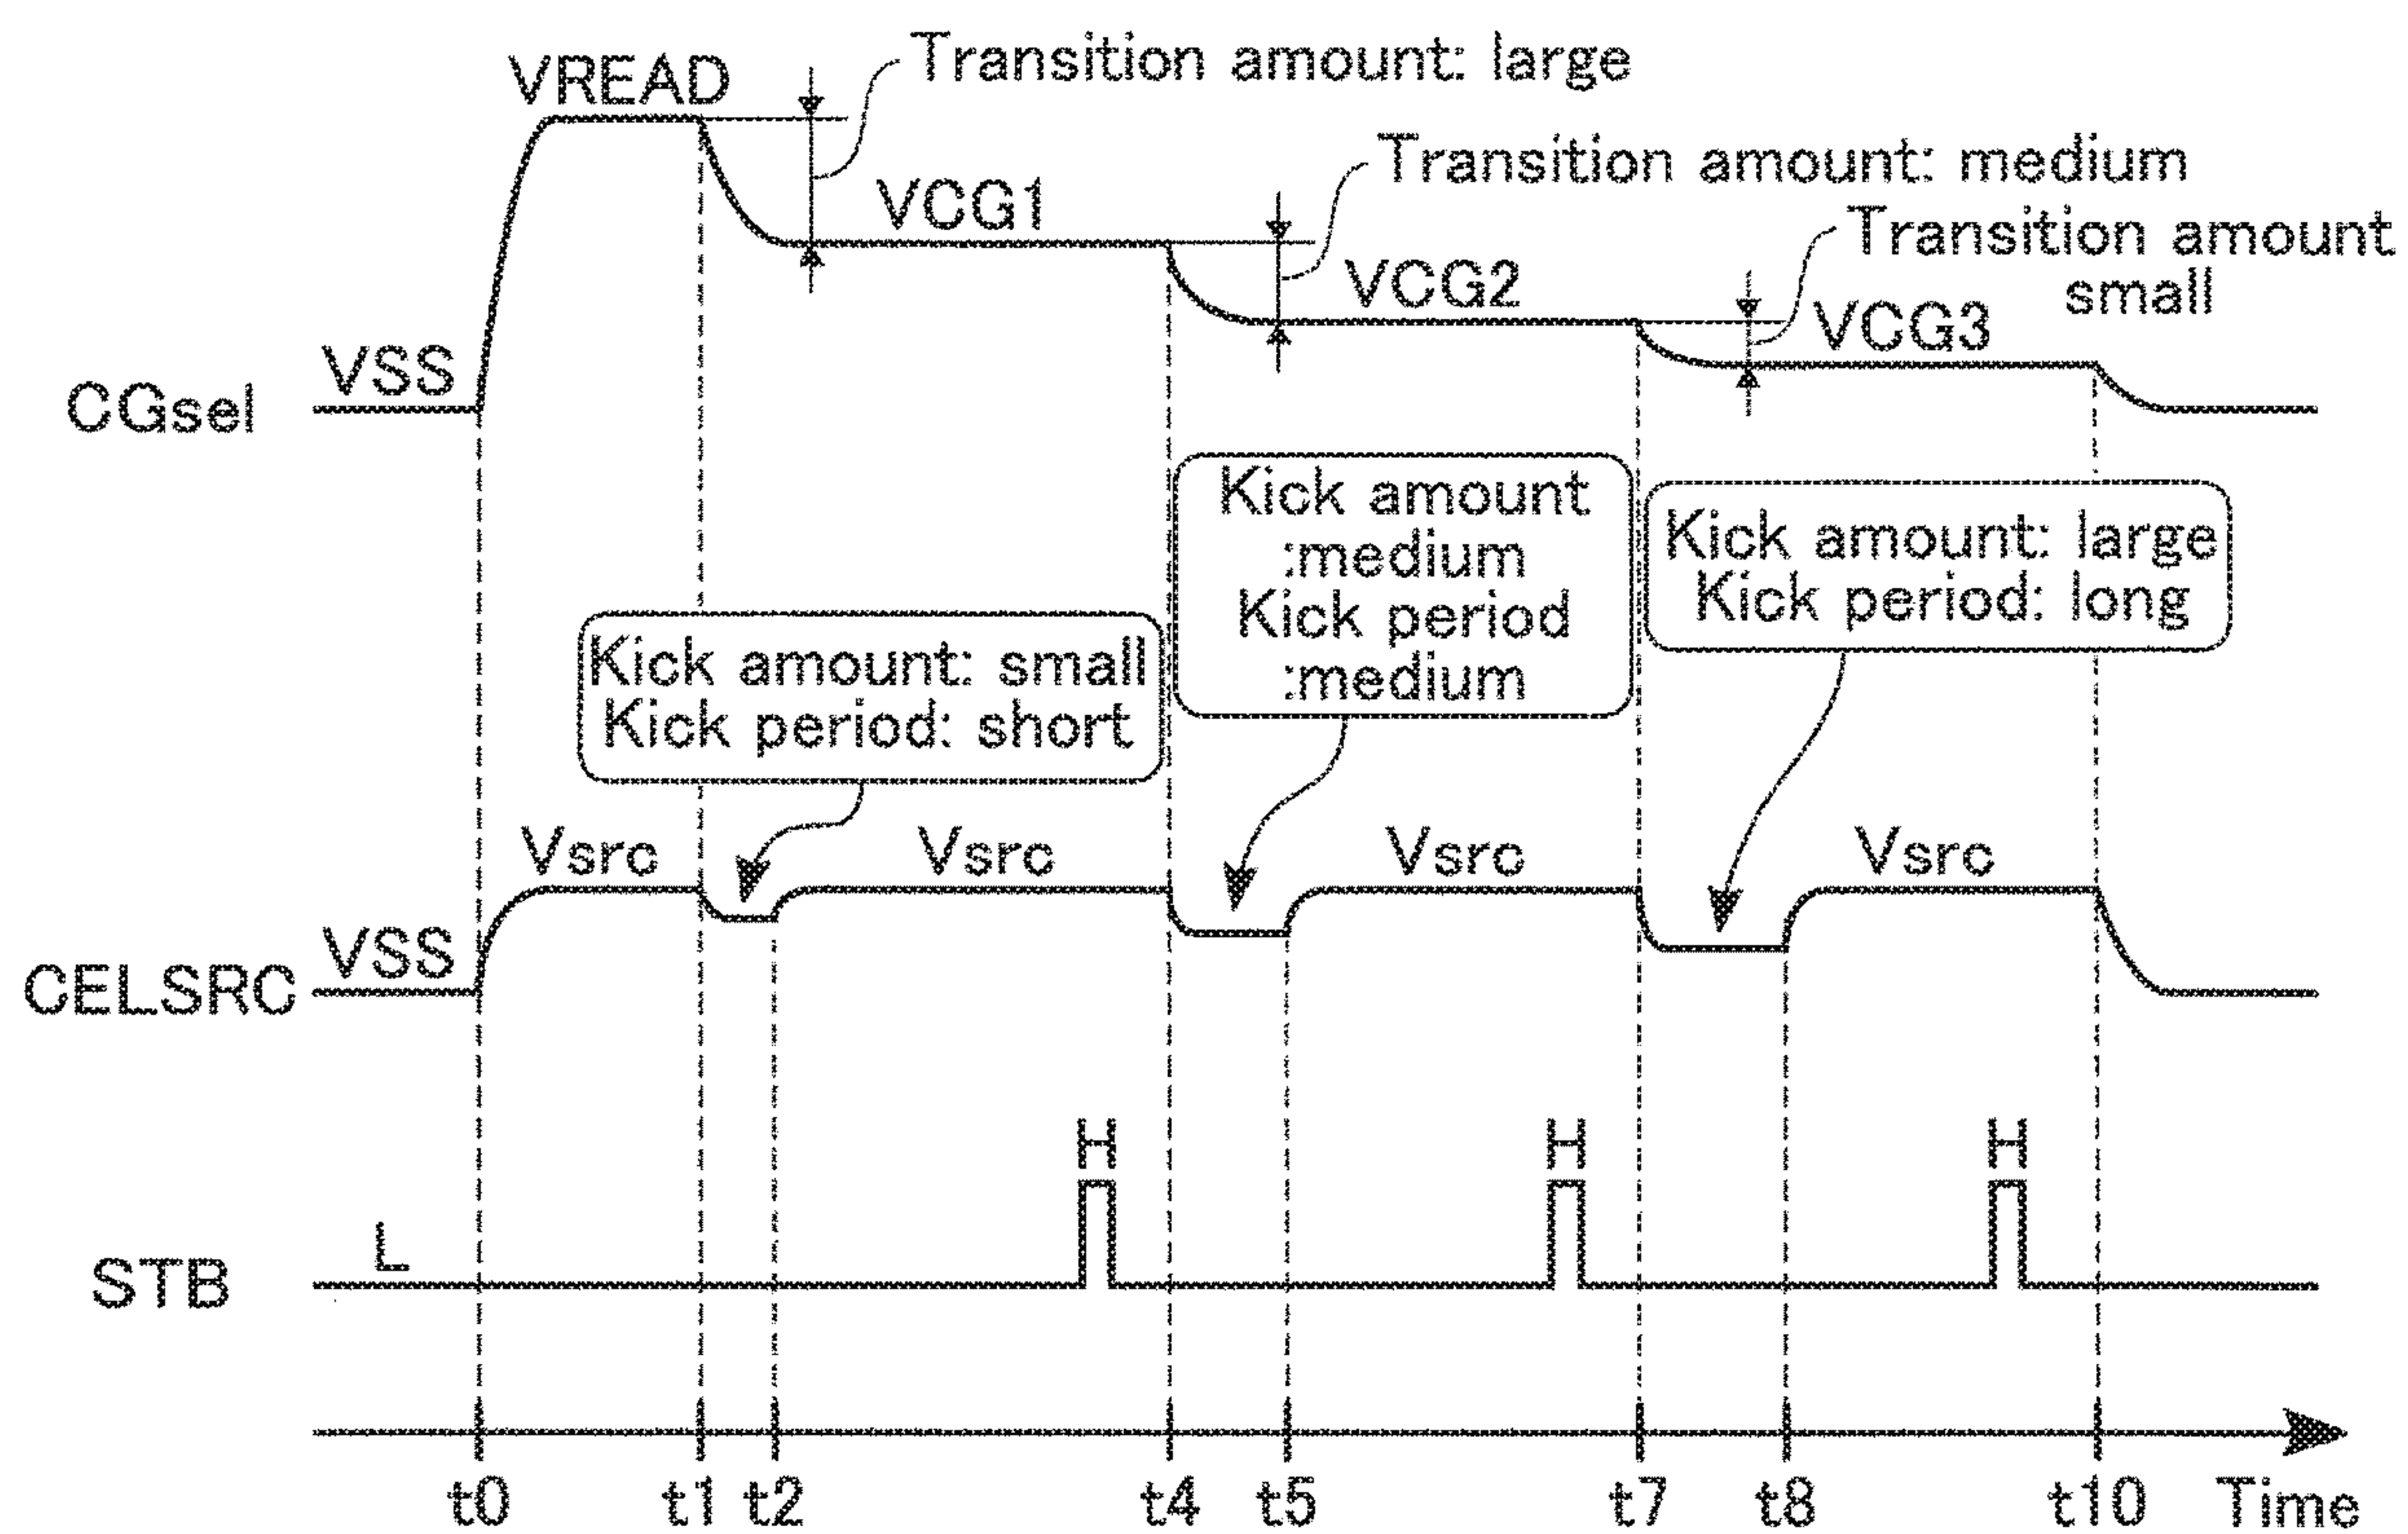 VREAD
Transition amount: large
Transition amount: medium
VCG1
Transition amount
small
VCG2
VCG3
VSS
CGsel
Kick amount
:medium
Kick period
:medium
Kick amount: large
Kick period: long
Kick amount: small
Kick period: short
Vsrc
Vsrc
Vsrc
Vsrc
VSS
CELSRC
H
H
H
L
STB
t0
t1
t2
t4
t5
t7
t8
t10
Time